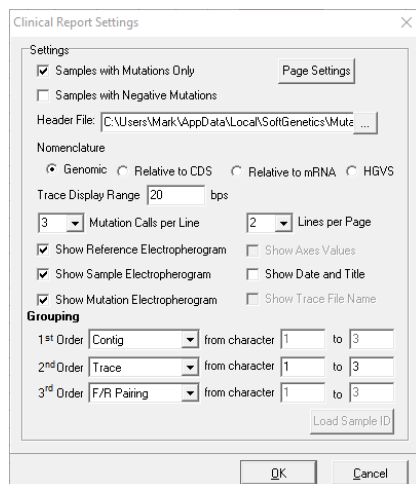 Clinical Report Settings
Settings
Samples with Mutations Only
Page Settings
Samples with Negative Mutations
Header File: C:\Users\Mark\AppData\Local\SoftGenetics\Muta ...
Nomenclature
Genomic Relative to CDS Relative to mRNA HGVS
Trace Display Range 20 bps
3 Mutation Calls per Line 2 Lines per Page
Show Reference Electropherogram Show Axes Values
Show Sample Electropherogram Show Date and Title
Show Mutation Electropherogram Show Trace File Name
Grouping
1st Order Contig from character 1 to 3
2nd Order Trace from character 1 to 3
3rd Order F/R Pairing from character 1 to 3
Load Sample ID
OK Cancel